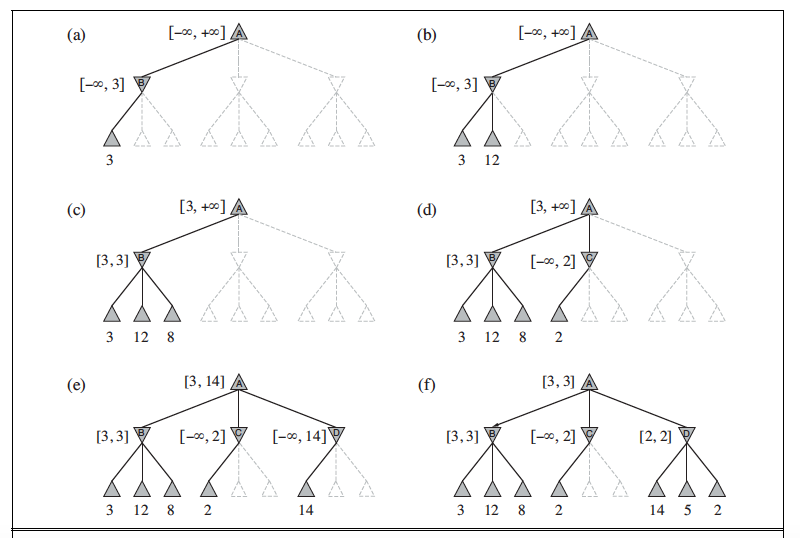 (a) [−∞, +∞] A
[−∞, 3] B
3
(b) [−∞, +∞] A
[−∞, 3] B
3 12
(c) [3, +∞] A
[3, 3] B
3 12 8
(d) [3, +∞] A
[3, 3] B [−∞, 2] C
3 12 8 2
(e) [3, 14] A
[3, 3] B [−∞, 2] C [−∞, 14] D
3 12 8 2 14
(f) [3, 3] A
[3, 3] B [−∞, 2] C [2, 2] D
3 12 8 2 14 5 2